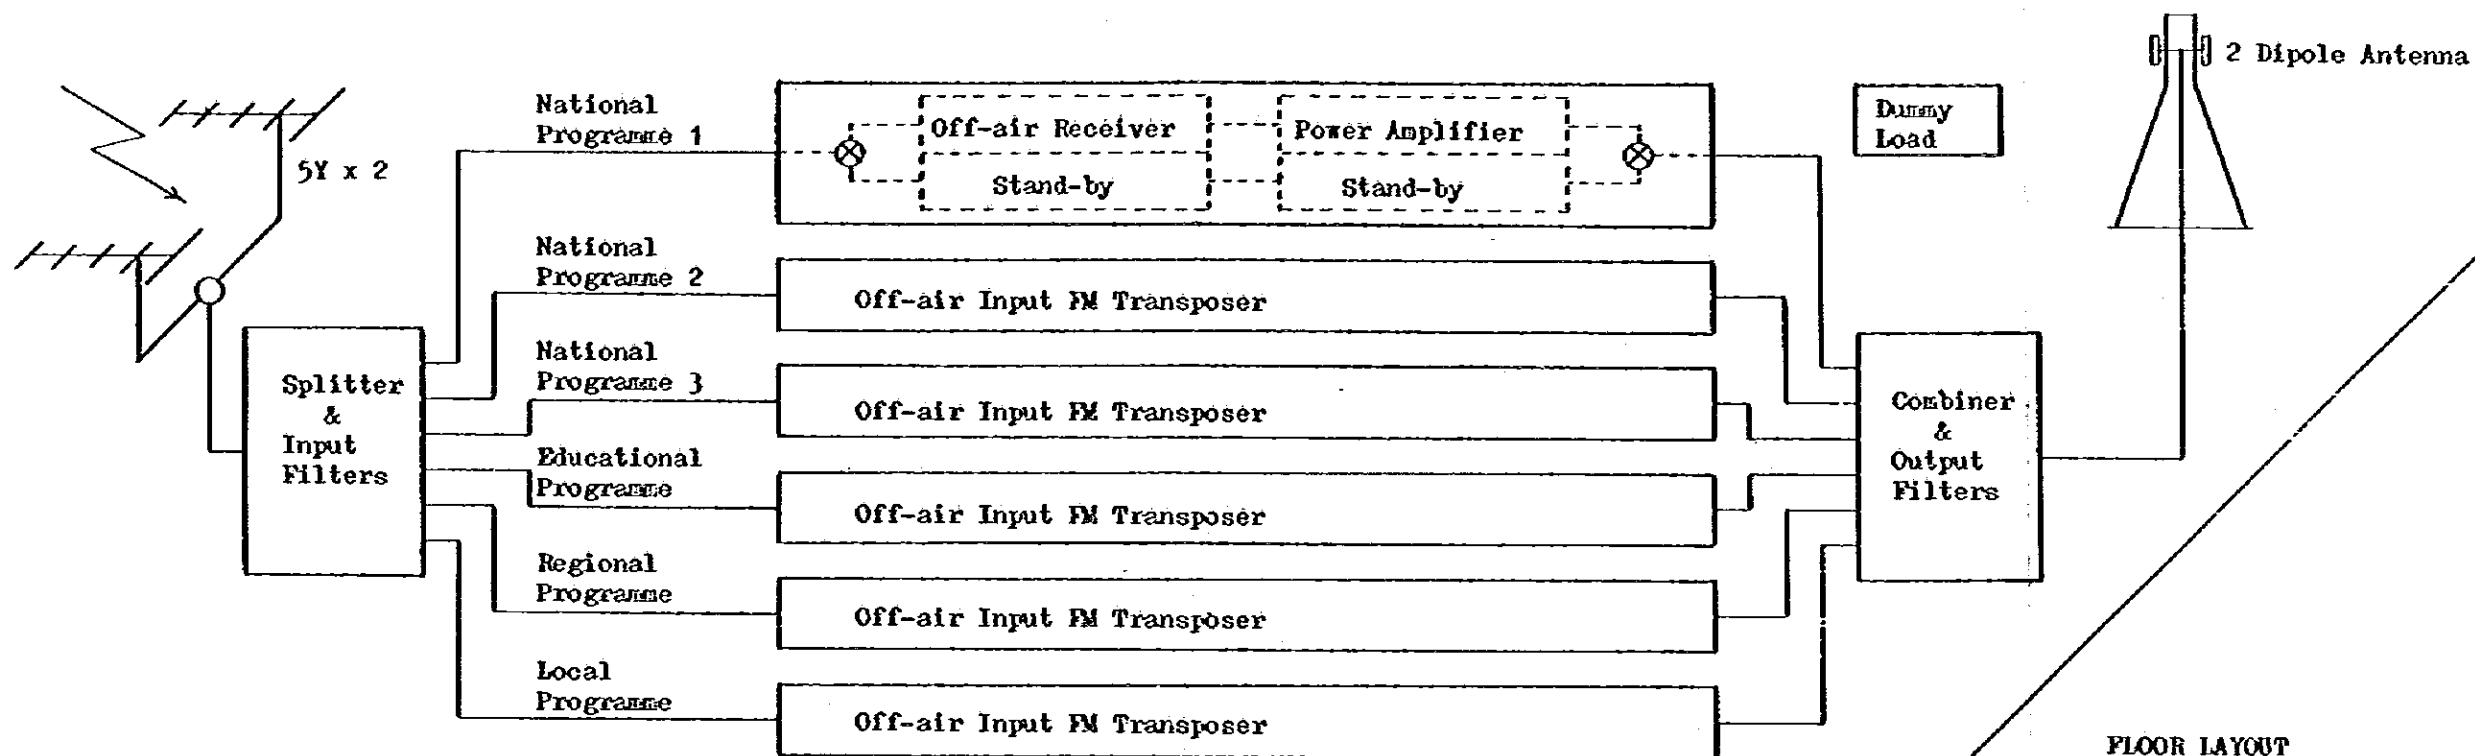 2 Dipole Antenna
5Y x 2
National
Programme 1
Off-air Receiver
Stand-by
Power Amplifier
Stand-by
Dummy
Load
National
Programme 2
Off-air Input FM Transposer
National
Programme 3
Off-air Input FM Transposer
Splitter
&
Input
Filters
Educational
Programme
Off-air Input FM Transposer
Combiner
&
Output
Filters
Regional
Programme
Off-air Input FM Transposer
Local
Programme
Off-air Input FM Transposer
FLOOR LAYOUT